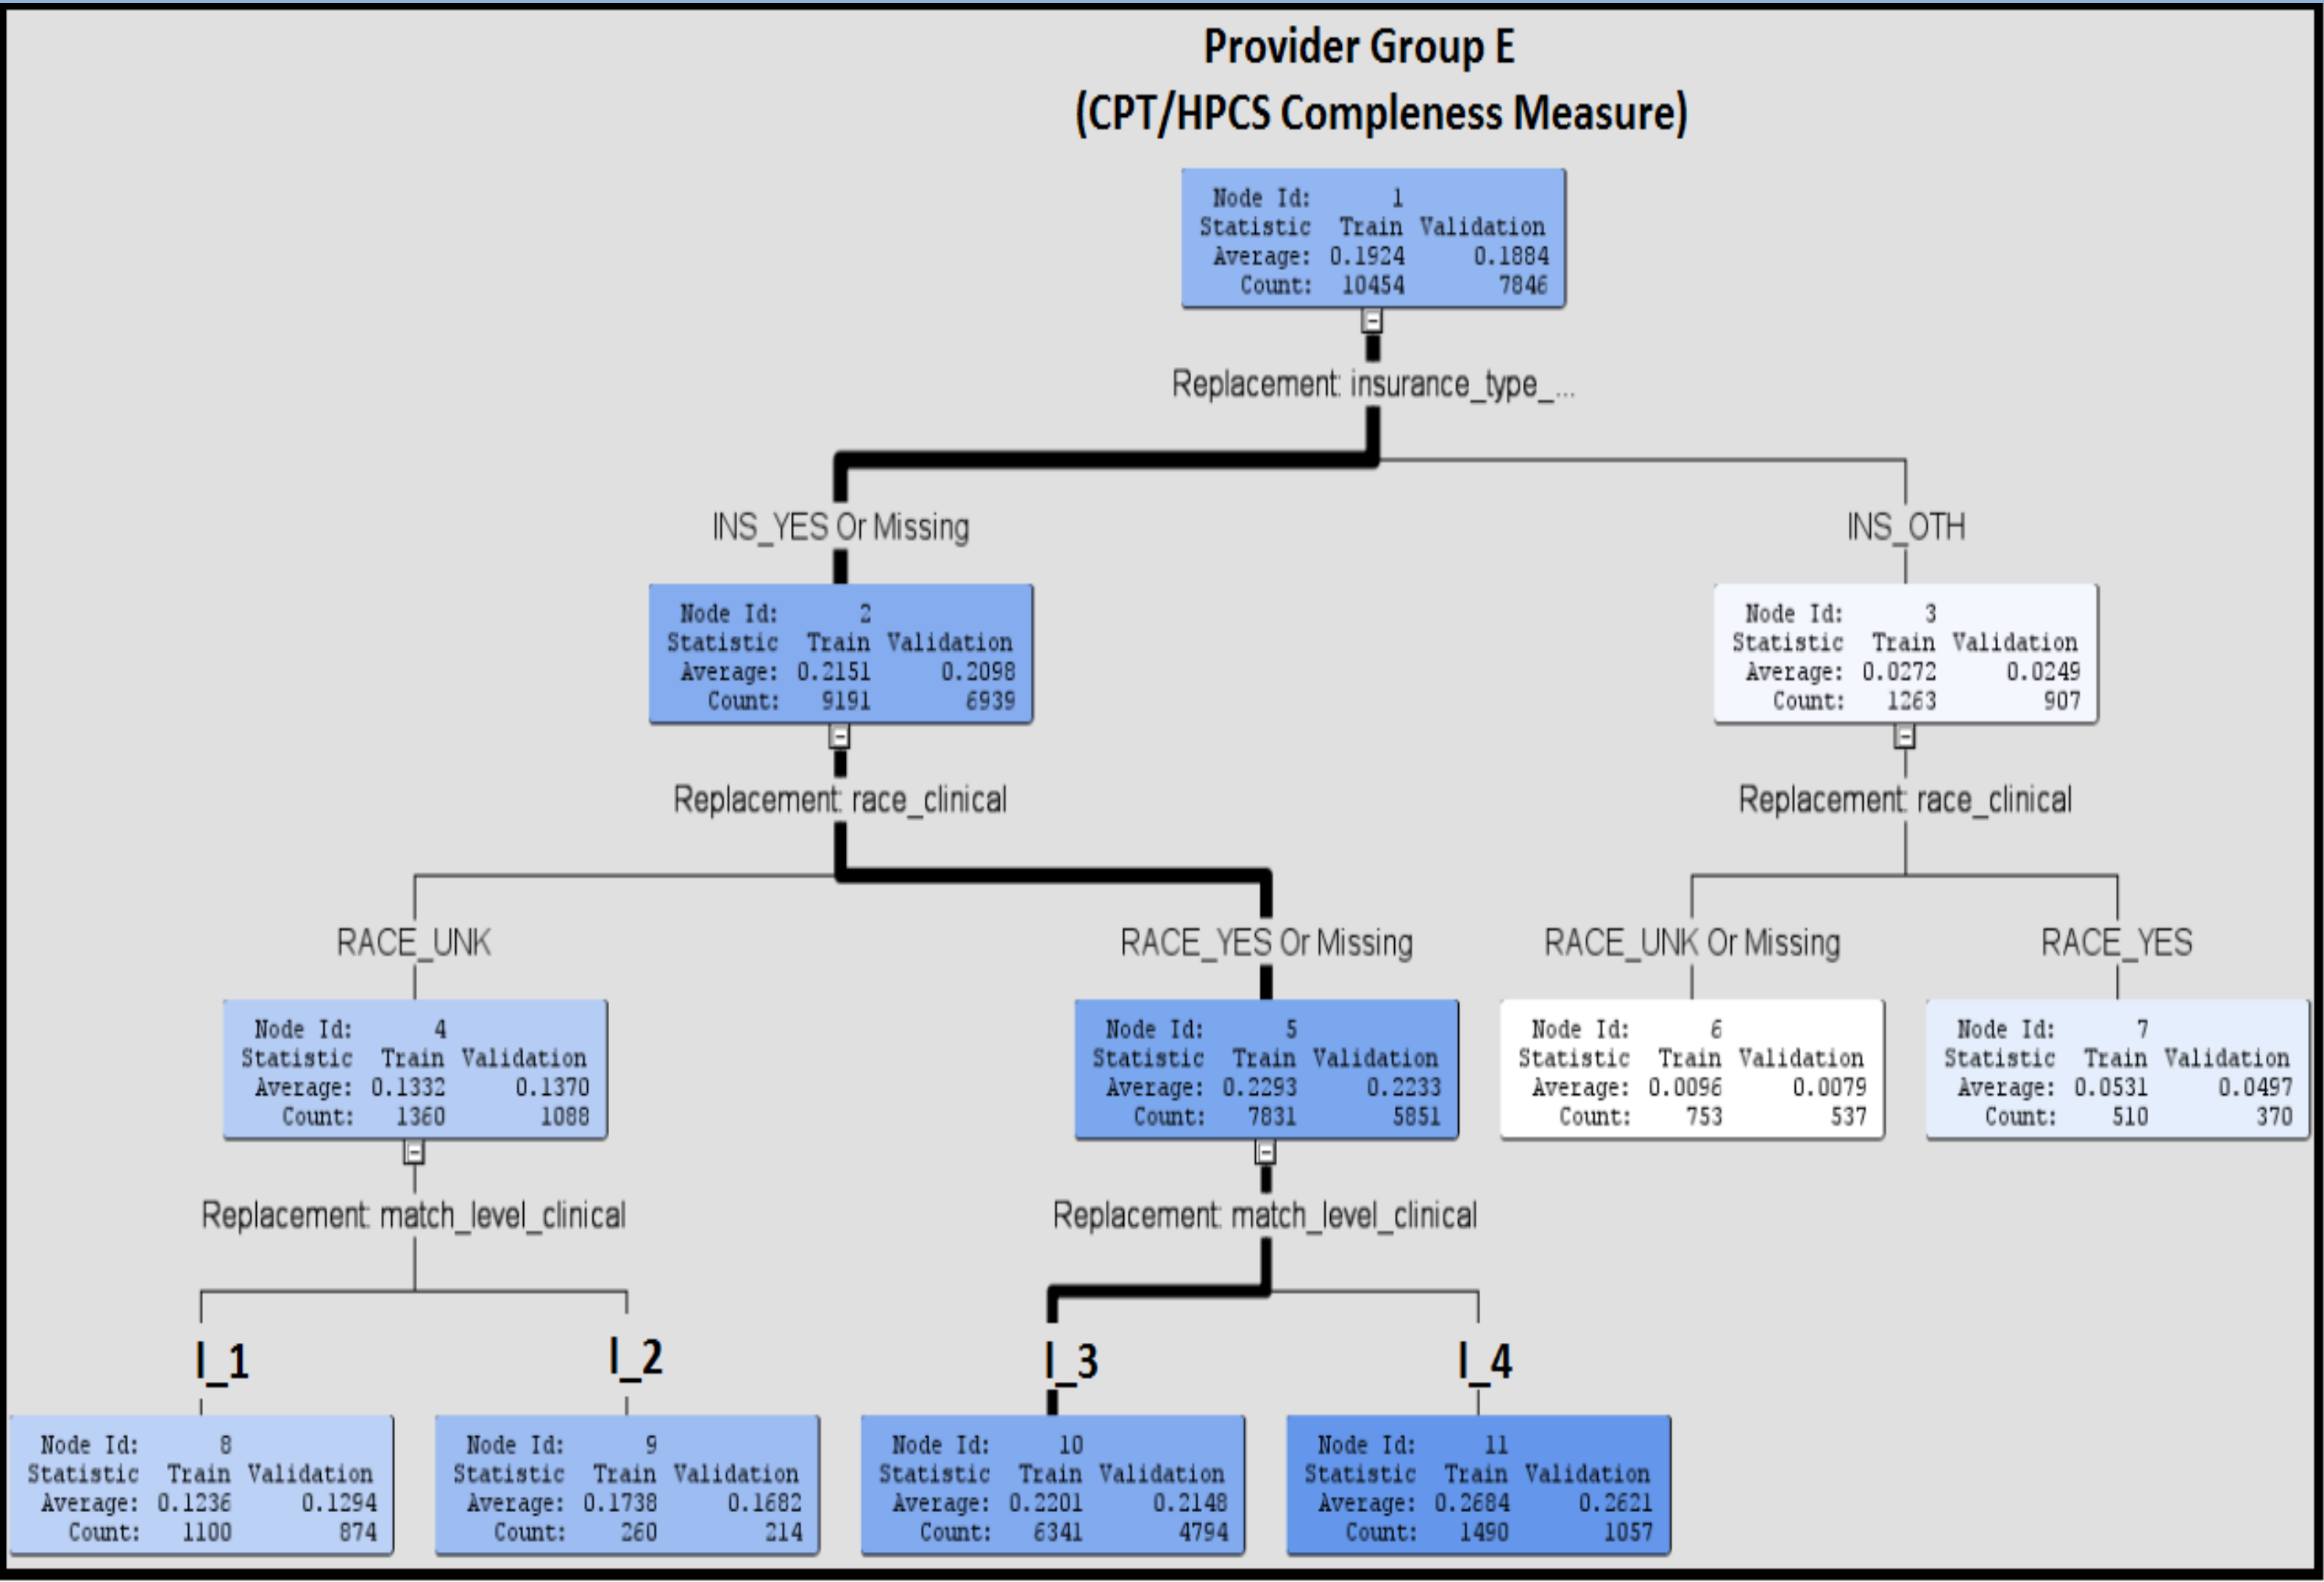 Provider Group E
(CPT/HPCS Compleness Measure)
Node Id: 1
Statistic Train Validation
Average: 0.1924 0.1884
Count: 10454 7846
Replacement: insurance_type_...
INS_YES Or Missing
INS_OTH
Node Id: 2
Statistic Train Validation
Average: 0.2151 0.2098
Count: 9191 6939
Node Id: 3
Statistic Train Validation
Average: 0.0272 0.0249
Count: 1263 907
Replacement: race_clinical
Replacement: race_clinical
RACE_UNK
RACE_YES Or Missing
RACE_UNK Or Missing
RACE_YES
Node Id: 4
Statistic Train Validation
Average: 0.1332 0.1370
Count: 1360 1088
Node Id: 5
Statistic Train Validation
Average: 0.2293 0.2233
Count: 7831 5851
Node Id: 6
Statistic Train Validation
Average: 0.0096 0.0079
Count: 753 537
Node Id: 7
Statistic Train Validation
Average: 0.0531 0.0497
Count: 510 370
Replacement: match_level_clinical
Replacement: match_level_clinical
l_1
l_2
l_3
l_4
Node Id: 8
Statistic Train Validation
Average: 0.1236 0.1294
Count: 1100 874
Node Id: 9
Statistic Train Validation
Average: 0.1738 0.1682
Count: 260 214
Node Id: 10
Statistic Train Validation
Average: 0.2201 0.2148
Count: 6341 4794
Node Id: 11
Statistic Train Validation
Average: 0.2684 0.2621
Count: 1490 1057